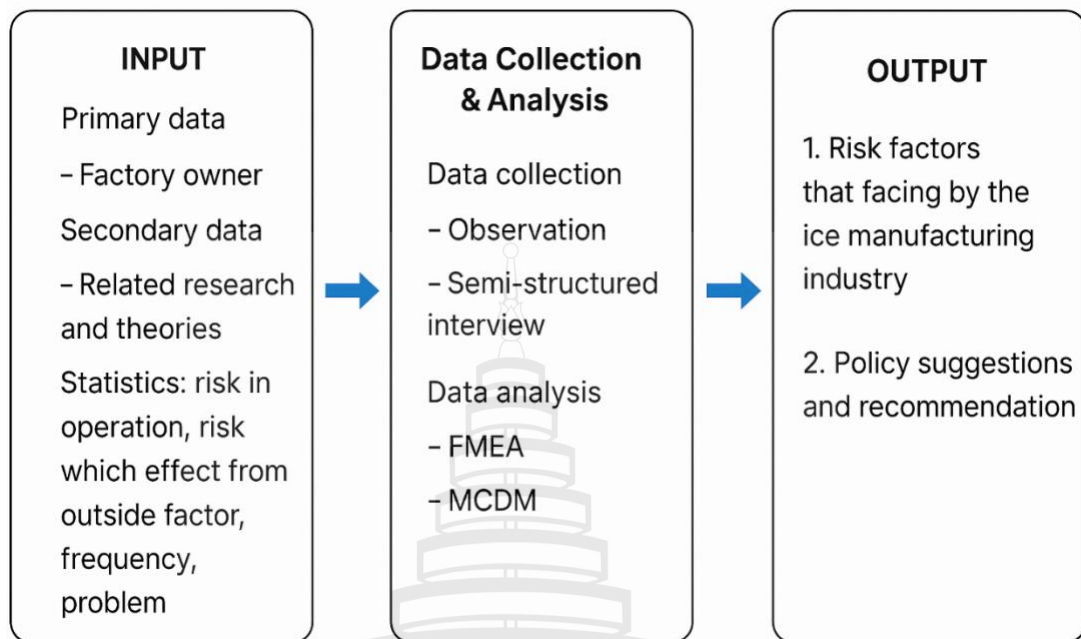 INPUT
Primary data
– Factory owner
Secondary data
– Related research
and theories
Statistics: risk in
operation, risk
which effect from
outside factor,
frequency,
problem
Data Collection
& Analysis
Data collection
– Observation
– Semi-structured
interview
Data analysis
– FMEA
– MCDM
OUTPUT
1. Risk factors
that facing by the
ice manufacturing
industry
2. Policy suggestions
and recommendation